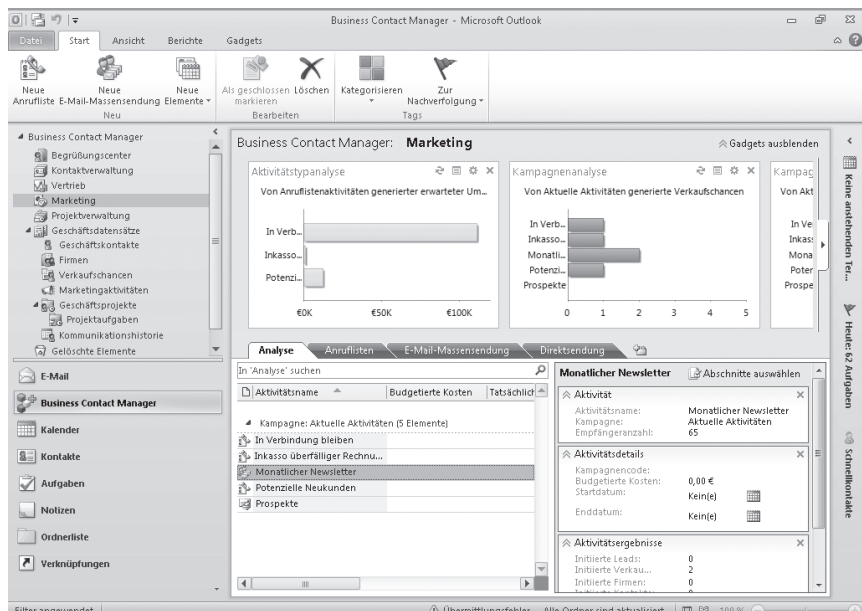 Business Contact Manager - Microsoft Outlook
Datei Start Ansicht Berichte Gadgets
Neue Anrufliste
Neue E-Mail-Massensendung
Neue Elemente
Als geschlossen markieren
Löschen
Kategorisieren
Zur Nachverfolgung
Neu
Bearbeiten
Tags
Business Contact Manager
Begrüßungscenter
Kontaktverwaltung
Vertrieb
Marketing
Projektverwaltung
Geschäftsdatensätze
Geschäftskontakte
Firmen
Verkaufschancen
Marketingaktivitäten
Geschäftsprojekte
Projektaufgaben
Kommunikationshistorie
Gelöschte Elemente
E-Mail
Business Contact Manager
Kalender
Kontakte
Aufgaben
Notizen
Ordnerliste
Verknüpfungen
Business Contact Manager: Marketing
Gadgets ausblenden
Aktivitätstypanalyse
Von Anruflistenaktivitäten generierter erwarteter Um...
In Verb...
Inkasso...
Potenzi...
€0K €50K €100K
Kampagnenanalyse
Von Aktuelle Aktivitäten generierte Verkaufschancen
In Verb...
Inkasso...
Monatli...
Potenzi...
Prospekte
0 1 2 3 4 5
Kampag
Von Akt
In Ve
Inkas
Mona
Poter
Prospe
Analyse Anruflisten E-Mail-Massensendung Direktsendung
In 'Analyse' suchen
Aktivitätsname Budgetierte Kosten Tatsächlich
Kampagne: Aktuelle Aktivitäten (5 Elemente)
In Verbindung bleiben
Inkasso überfälliger Rechnu...
Monatlicher Newsletter
Potenzielle Neukunden
Prospekte
Monatlicher Newsletter Abschnitte auswählen
Aktivität
Aktivitätsname: Monatlicher Newsletter
Kampagne: Aktuelle Aktivitäten
Empfängeranzahl: 65
Aktivitätsdetails
Kampagnencode:
Budgetierte Kosten: 0,00 €
Startdatum: Kein(e)
Enddatum: Kein(e)
Aktivitätsergebnisse
Initiierte Leads: 0
Initiierte Verkau... 2
Initiierte Firmen: 0
Initiierte Kontakte: 0
Keine anstehenden Ter...
Heute: 62 Aufgaben
Schnellkontakte
Filter angewendet
Übermittlungsfehler Alle Ordner sind aktualisiert. 100 %